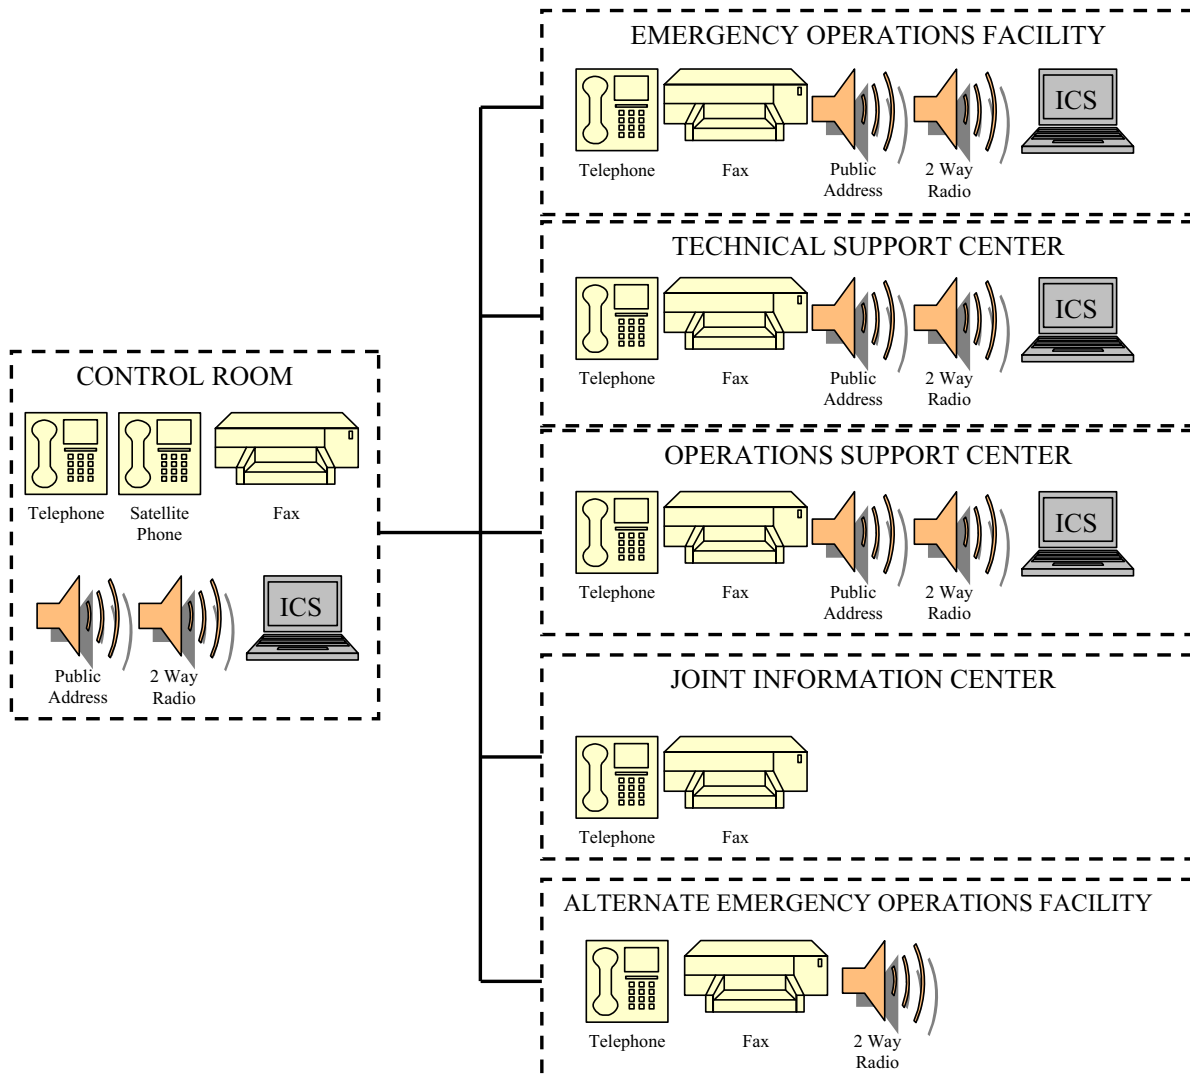 EMERGENCY OPERATIONS FACILITY
ICS
Telephone
Fax
Public
Address
2 Way
Radio
TECHNICAL SUPPORT CENTER
ICS
Telephone
Fax
Public
Address
2 Way
Radio
CONTROL ROOM
Telephone
Satellite
Phone
Fax
ICS
Public
Address
2 Way
Radio
OPERATIONS SUPPORT CENTER
ICS
Telephone
Fax
Public
Address
2 Way
Radio
JOINT INFORMATION CENTER
Telephone
Fax
ALTERNATE EMERGENCY OPERATIONS FACILITY
Telephone
Fax
2 Way
Radio